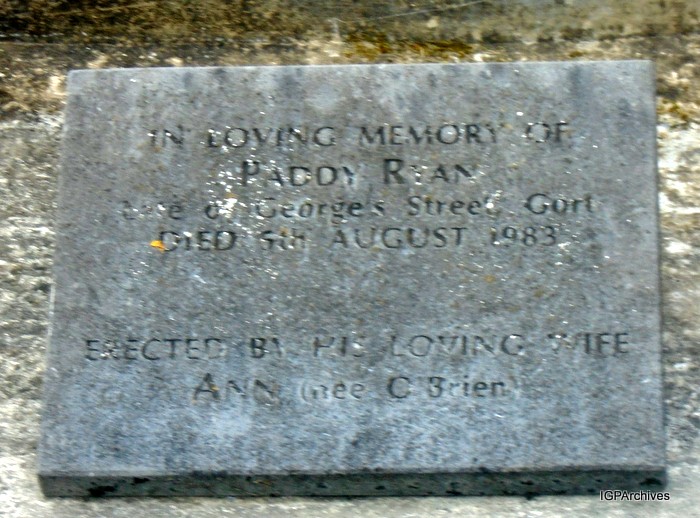 IN LOVING MEMORY OF
PADDY RYAN
Late of George's Street, Gort
DIED 5th AUGUST 1983
ERECTED BY HIS LOVING WIFE
ANN (née O'Brien)
IGPArchives